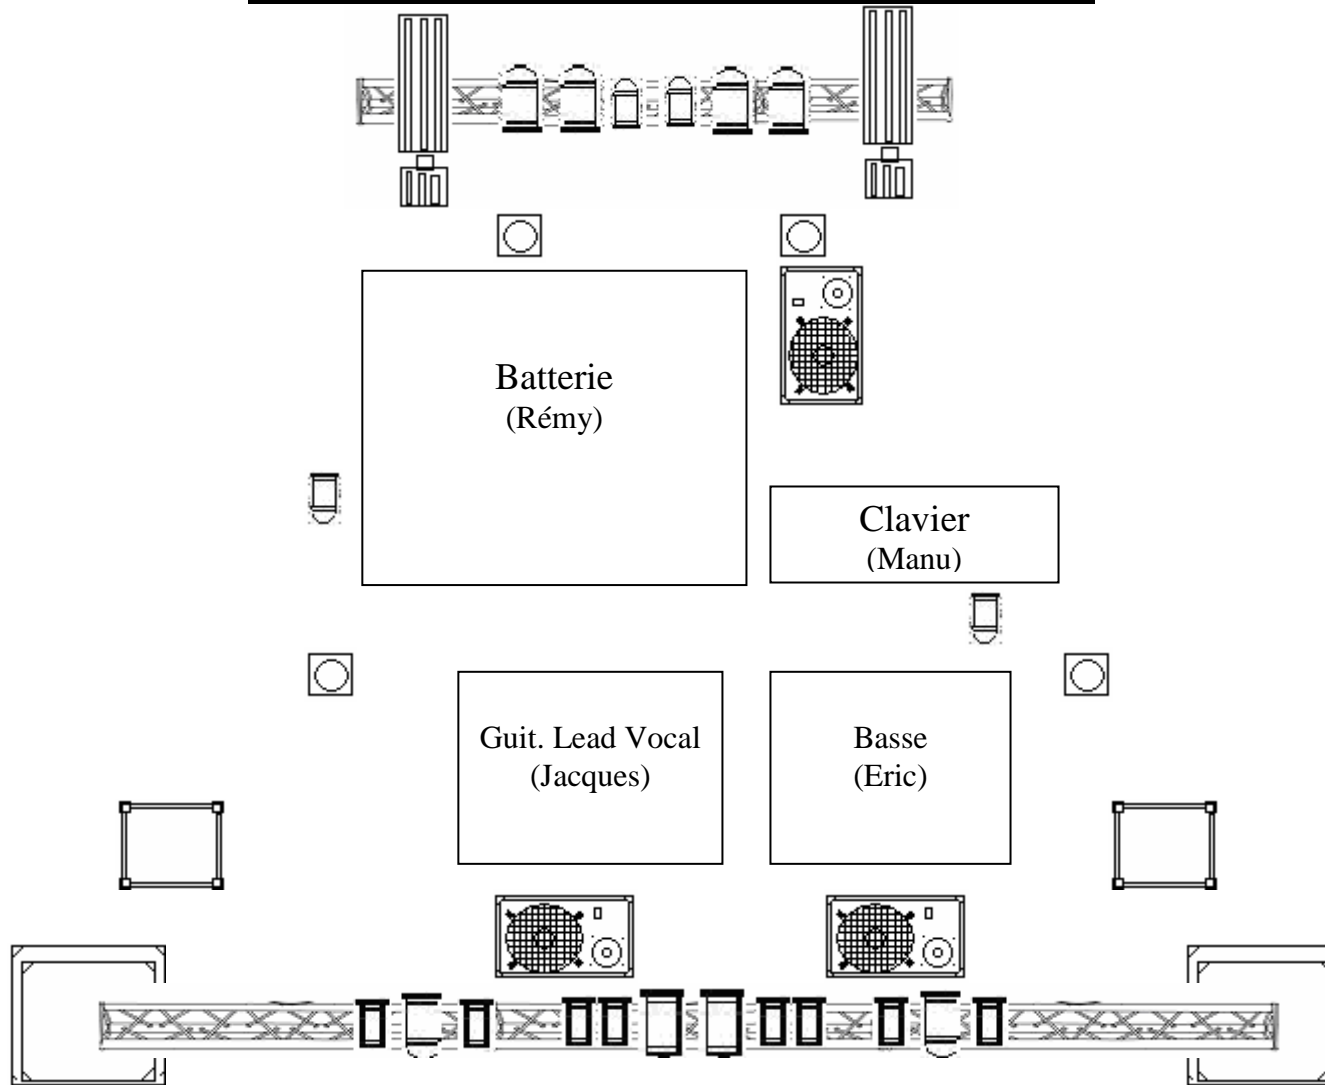 Batterie
(Rémy)
Clavier
(Manu)
Guit. Lead Vocal
(Jacques)
Basse
(Eric)